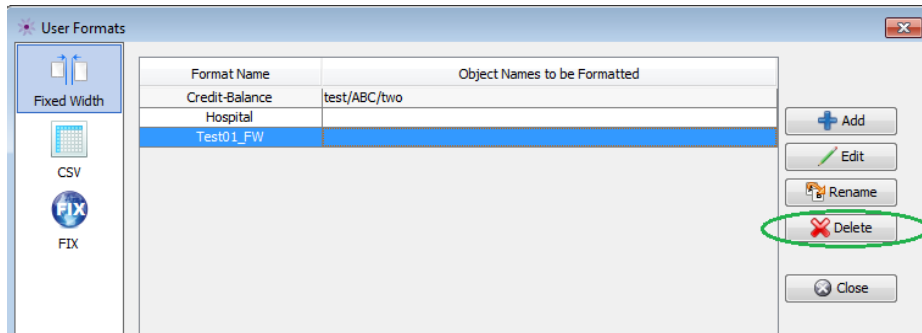 User Formats
Fixed Width
CSV
FIX
FIX
Format Name Object Names to be Formatted
Credit-Balance test/ABC/two
Hospital
Test01_FW
Add
Edit
Rename
Delete
Close